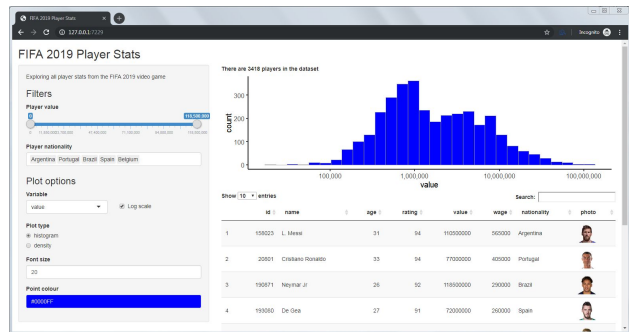 FIFA 2019 Player Stats
127.0.0.1:7229
Incognito
FIFA 2019 Player Stats
Exploring all player stats from the FIFA 2019 video game
Filters
Player value
0 118,500,000
Player nationality
Argentina Portugal Brazil Spain Belgium
Plot options
Variable
value
Log scale
Plot type
histogram
density
Font size
20
Point colour
#0000FF
There are 3418 players in the dataset
count
300
200
100
0
100,000 1,000,000 10,000,000 100,000,000
value
Show 10 entries
Search:
id name age rating value wage nationality photo
1 158023 L. Messi 31 94 110500000 565000 Argentina
2 20801 Cristiano Ronaldo 33 94 77000000 405000 Portugal
3 190871 Neymar Jr 26 92 118500000 290000 Brazil
4 193080 De Gea 27 91 72000000 260000 Spain